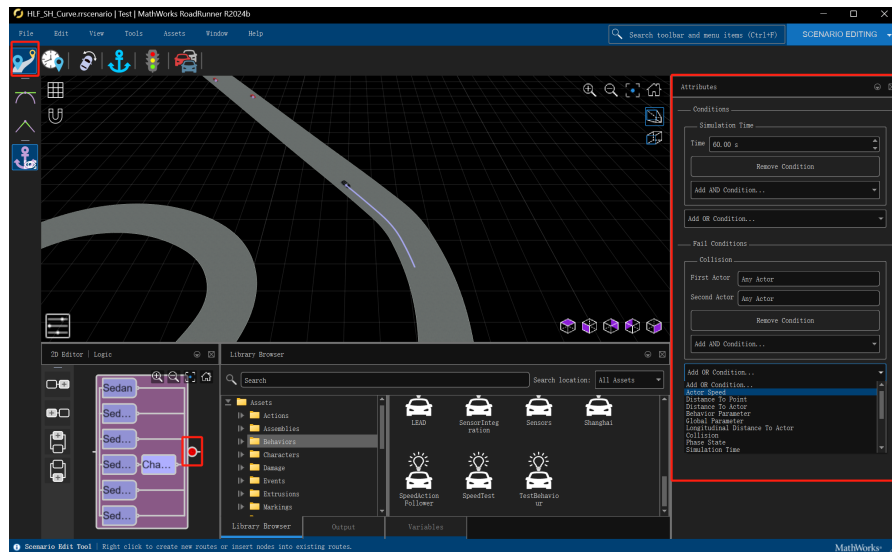 HLF_SH_Curve.rrscenario | Test | MathWorks RoadRunner R2024b
File Edit View Tools Assets Window Help
Search toolbar and menu items (Ctrl+F)
SCENARIO EDITING
Attributes
Conditions
Simulation Time
Time 60.00 s
Remove Condition
Add AND Condition...
Add OR Condition...
Fail Conditions
Collision
First Actor Any Actor
Second Actor Any Actor
Remove Condition
Add AND Condition...
Add OR Condition...
Add OR Condition...
Actor Speed
Distance To Point
Distance To Actor
Behavior Parameter
Global Parameter
Longitudinal Distance To Actor
Collision
Phase State
Simulation Time
2D Editor | Logic
Sedan
Sed...
Sed...
Sed... Cha...
Sed...
Sed...
Library Browser
Search
Search location: All Assets
Assets
Actions
Assemblies
Behaviors
Characters
Damage
Events
Extrusions
Markings
LEAD
SensorInteg
ration
Sensors
Shanghai
SpeedAction
Follower
SpeedTest
TestBehavio
ur
Library Browser Output Variables
Scenario Edit Tool | Right click to create new routes or insert nodes into existing routes.
MathWorks